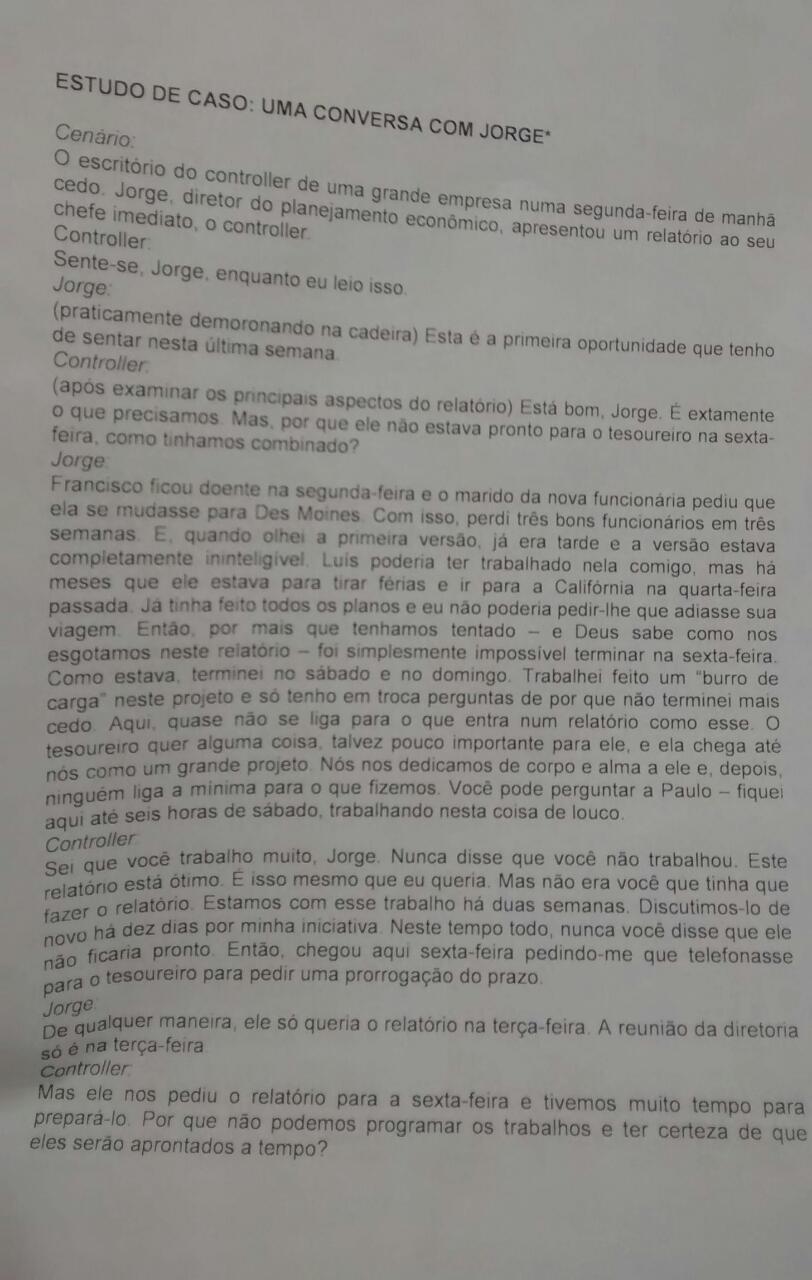 ESTUDO DE CASO: UMA CONVERSA COM JORGE*
Cenário:
O escritório do controller de uma grande empresa numa segunda-feira de manhã
cedo. Jorge, diretor do planejamento econômico, apresentou um relatório ao seu
chefe imediato, o controller.
Controller:
Sente-se, Jorge, enquanto eu leio isso.
Jorge:
(praticamente demoronando na cadeira) Esta é a primeira oportunidade que tenho
de sentar nesta última semana.
Controller:
(após examinar os principais aspectos do relatório) Está bom, Jorge. É extamente
o que precisamos. Mas, por que ele não estava pronto para o tesoureiro na sexta-
feira, como tinhamos combinado?
Jorge:
Francisco ficou doente na segunda-feira e o marido da nova funcionária pediu que
ela se mudasse para Des Moines. Com isso, perdi três bons funcionários em três
semanas. E, quando olhei a primeira versão, já era tarde e a versão estava
completamente ininteligível. Luís poderia ter trabalhado nela comigo, mas há
meses que ele estava para tirar férias e ir para a Califórnia na quarta-feira
passada. Já tinha feito todos os planos e eu não poderia pedir-lhe que adiasse sua
viagem. Então, por mais que tenhamos tentado – e Deus sabe como nos
esgotamos neste relatório – foi simplesmente impossível terminar na sexta-feira.
Como estava, terminei no sábado e no domingo. Trabalhei feito um "burro de
carga" neste projeto e só tenho em troca perguntas de por que não terminei mais
cedo. Aqui, quase não se liga para o que entra num relatório como esse. O
tesoureiro quer alguma coisa, talvez pouco importante para ele, e ela chega até
nós como um grande projeto. Nós nos dedicamos de corpo e alma a ele e, depois,
ninguém liga a mínima para o que fizemos. Você pode perguntar a Paulo – fiquei
aqui até seis horas de sábado, trabalhando nesta coisa de louco.
Controller:
Sei que você trabalho muito, Jorge. Nunca disse que você não trabalhou. Este
relatório está ótimo. É isso mesmo que eu queria. Mas não era você que tinha que
fazer o relatório. Estamos com esse trabalho há duas semanas. Discutimos-lo de
novo há dez dias por minha iniciativa. Neste tempo todo, nunca você disse que ele
não ficaria pronto. Então, chegou aqui sexta-feira pedindo-me que telefonasse
para o tesoureiro para pedir uma prorrogação do prazo.
Jorge:
De qualquer maneira, ele só queria o relatório na terça-feira. A reunião da diretoria
só é na terça-feira.
Controller:
Mas ele nos pediu o relatório para a sexta-feira e tivemos muito tempo para
prepará-lo. Por que não podemos programar os trabalhos e ter certeza de que
eles serão aprontados a tempo?